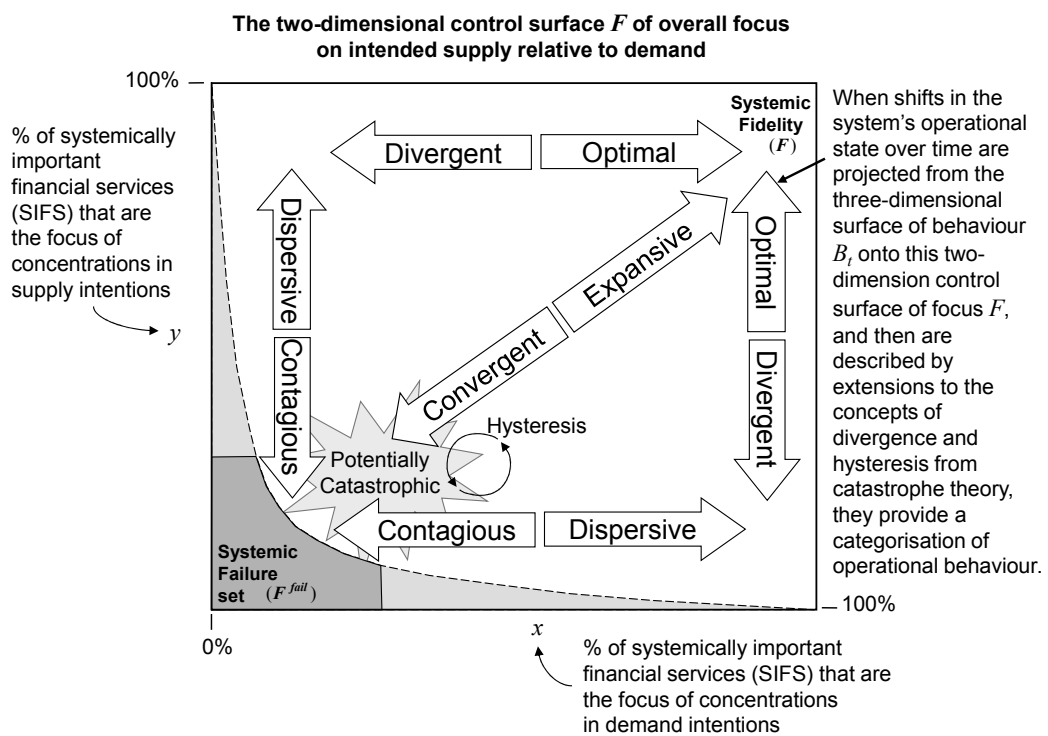 The two-dimensional control surface F of overall focus
on intended supply relative to demand
100%
% of systemically
important
financial services
(SIFS) that are
the focus of
concentrations in
supply intentions
y
Systemic
Fidelity
(F)
Divergent
Optimal
Dispersive
Contagious
Expansive
Convergent
Optimal
Divergent
Hysteresis
Potentially
Catastrophic
Contagious
Dispersive
Systemic
Failure
set (F fail)
When shifts in the
system's operational
state over time are
projected from the
three-dimensional
surface of behaviour
Bt onto this two-
dimension control
surface of focus F,
and then are
described by
extensions to the
concepts of
divergence and
hysteresis from
catastrophe theory,
they provide a
categorisation of
operational behaviour.
100%
0%
x
% of systemically important
financial services (SIFS) that are
the focus of concentrations
in demand intentions